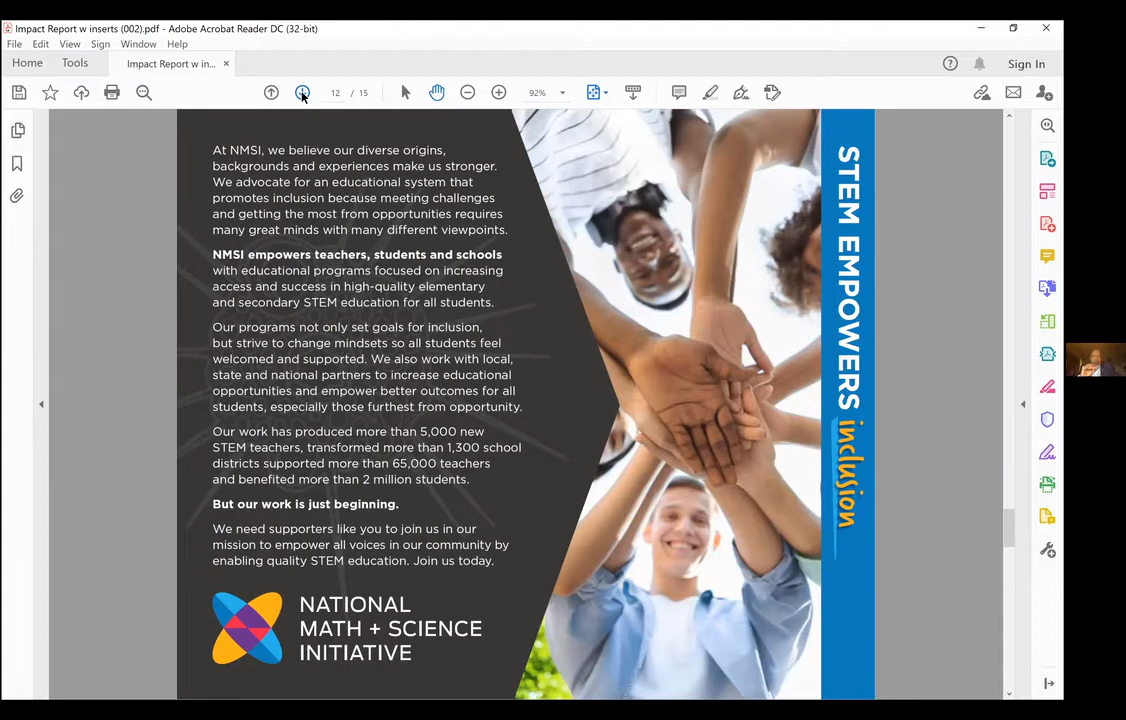 Impact Report w inserts (002).pdf - Adobe Acrobat Reader DC (32-bit)
File Edit View Sign Window Help
Home Tools Impact Report w in... × Sign In
12 / 15 92%
At NMSI, we believe our diverse origins,
backgrounds and experiences make us stronger.
We advocate for an educational system that
promotes inclusion because meeting challenges
and getting the most from opportunities requires
many great minds with many different viewpoints.
NMSI empowers teachers, students and schools
with educational programs focused on increasing
access and success in high-quality elementary
and secondary STEM education for all students.
Our programs not only set goals for inclusion,
but strive to change mindsets so all students feel
welcomed and supported. We also work with local,
state and national partners to increase educational
opportunities and empower better outcomes for all
students, especially those furthest from opportunity.
Our work has produced more than 5,000 new
STEM teachers, transformed more than 1,300 school
districts supported more than 65,000 teachers
and benefited more than 2 million students.
But our work is just beginning.
We need supporters like you to join us in our
mission to empower all voices in our community by
enabling quality STEM education. Join us today.
NATIONAL
MATH + SCIENCE
INITIATIVE
STEM EMPOWERS inclusion